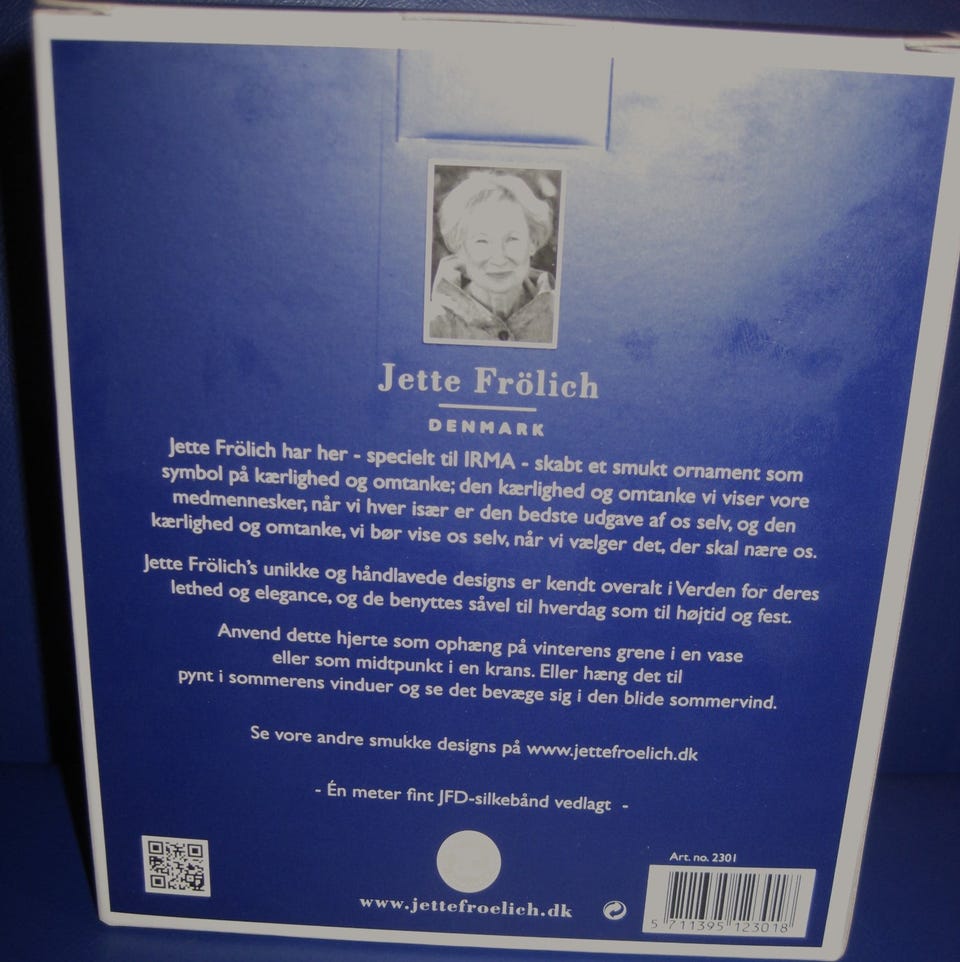 Jette Frölich
DENMARK
Jette Frölich har her - specielt til IRMA - skabt et smukt ornament som
symbol på kærlighed og omtanke; den kærlighed og omtanke vi viser vore
medmennesker, når vi hver især er den bedste udgave af os selv, og den
kærlighed og omtanke, vi bør vise os selv, når vi vælger det, der skal nære os.
Jette Frölich's unikke og håndlavede designs er kendt overalt i Verden for deres
lethed og elegance, og de benyttes såvel til hverdag som til højtid og fest.
Anvend dette hjerte som ophæng på vinterens grene i en vase
eller som midtpunkt i en krans. Eller hæng det til
pynt i sommerens vinduer og se det bevæge sig i den blide sommervind.
Se vore andre smukke designs på www.jettefroelich.dk
- Én meter fint JFD-silkebånd vedlagt -
Art. no. 2301
www.jettefroelich.dk
5 711395 123018